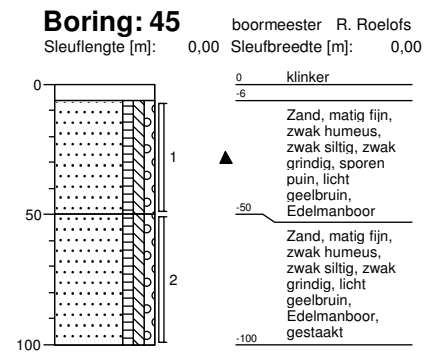 Boring: 45 boormeester R. Roelofs
Sleuflengte [m]: 0,00 Sleufbreedte [m]: 0,00
0
50
100
1
2
0 klinker
-6
Zand, matig fijn,
zwak humeus,
zwak siltig, zwak
grindig, sporen
puin, licht
geelbruin,
Edelmanboor
-50
Zand, matig fijn,
zwak humeus,
zwak siltig, zwak
grindig, licht
geelbruin,
Edelmanboor,
gestaakt
-100